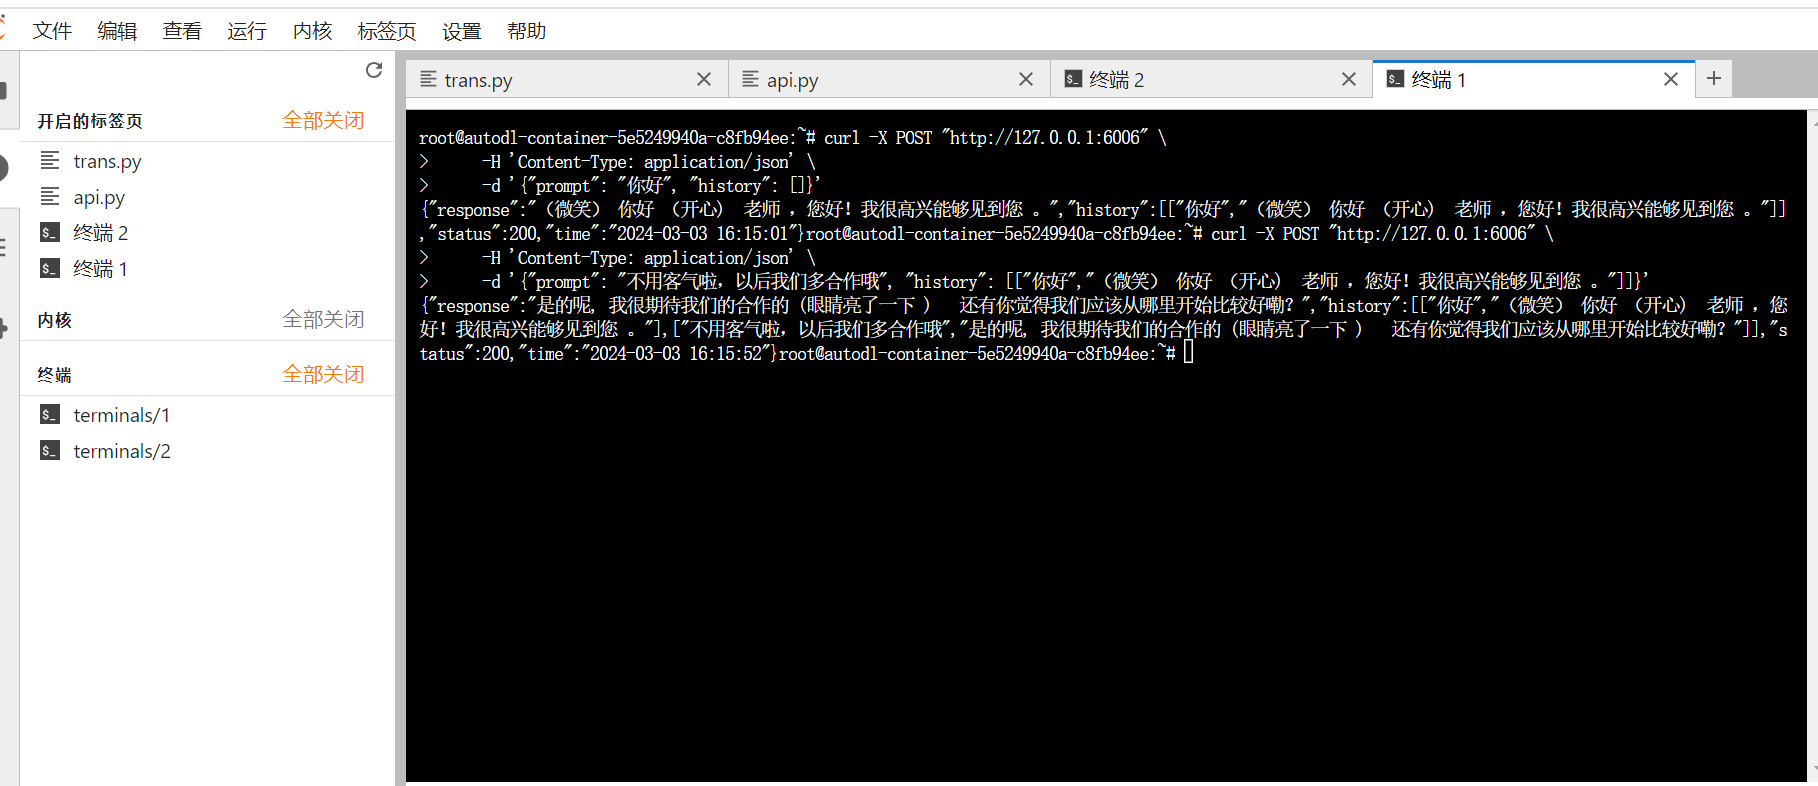 文件 编辑 查看 运行 内核 标签页 设置 帮助
开启的标签页 全部关闭
trans.py
api.py
终端 2
终端 1
内核 全部关闭
终端 全部关闭
terminals/1
terminals/2
trans.py api.py 终端 2 终端 1
root@autodl-container-5e5249940a-c8fb94ee:~# curl -X POST "http://127.0.0.1:6006" \
> -H 'Content-Type: application/json' \
> -d '{"prompt": "你好", "history": []}'
{"response":"（微笑） 你好 （开心） 老师 ，您好！我很高兴能够见到您 。","history":[["你好","（微笑） 你好 （开心） 老师 ，您好！我很高兴能够见到您 。"]]
,"status":200,"time":"2024-03-03 16:15:01"}root@autodl-container-5e5249940a-c8fb94ee:~# curl -X POST "http://127.0.0.1:6006" \
> -H 'Content-Type: application/json' \
> -d '{"prompt": "不用客气啦，以后我们多合作哦", "history": [["你好","（微笑） 你好 （开心） 老师 ，您好！我很高兴能够见到您 。"]]}'
{"response":"是的呢, 我很期待我们的合作的 (眼睛亮了一下 ） 还有你觉得我们应该从哪里开始比较好嘞？","history":[["你好","（微笑） 你好 （开心） 老师 ，您
好！我很高兴能够见到您 。"],["不用客气啦，以后我们多合作哦","是的呢, 我很期待我们的合作的 (眼睛亮了一下 ） 还有你觉得我们应该从哪里开始比较好嘞？"]],"s
tatus":200,"time":"2024-03-03 16:15:52"}root@autodl-container-5e5249940a-c8fb94ee:~#